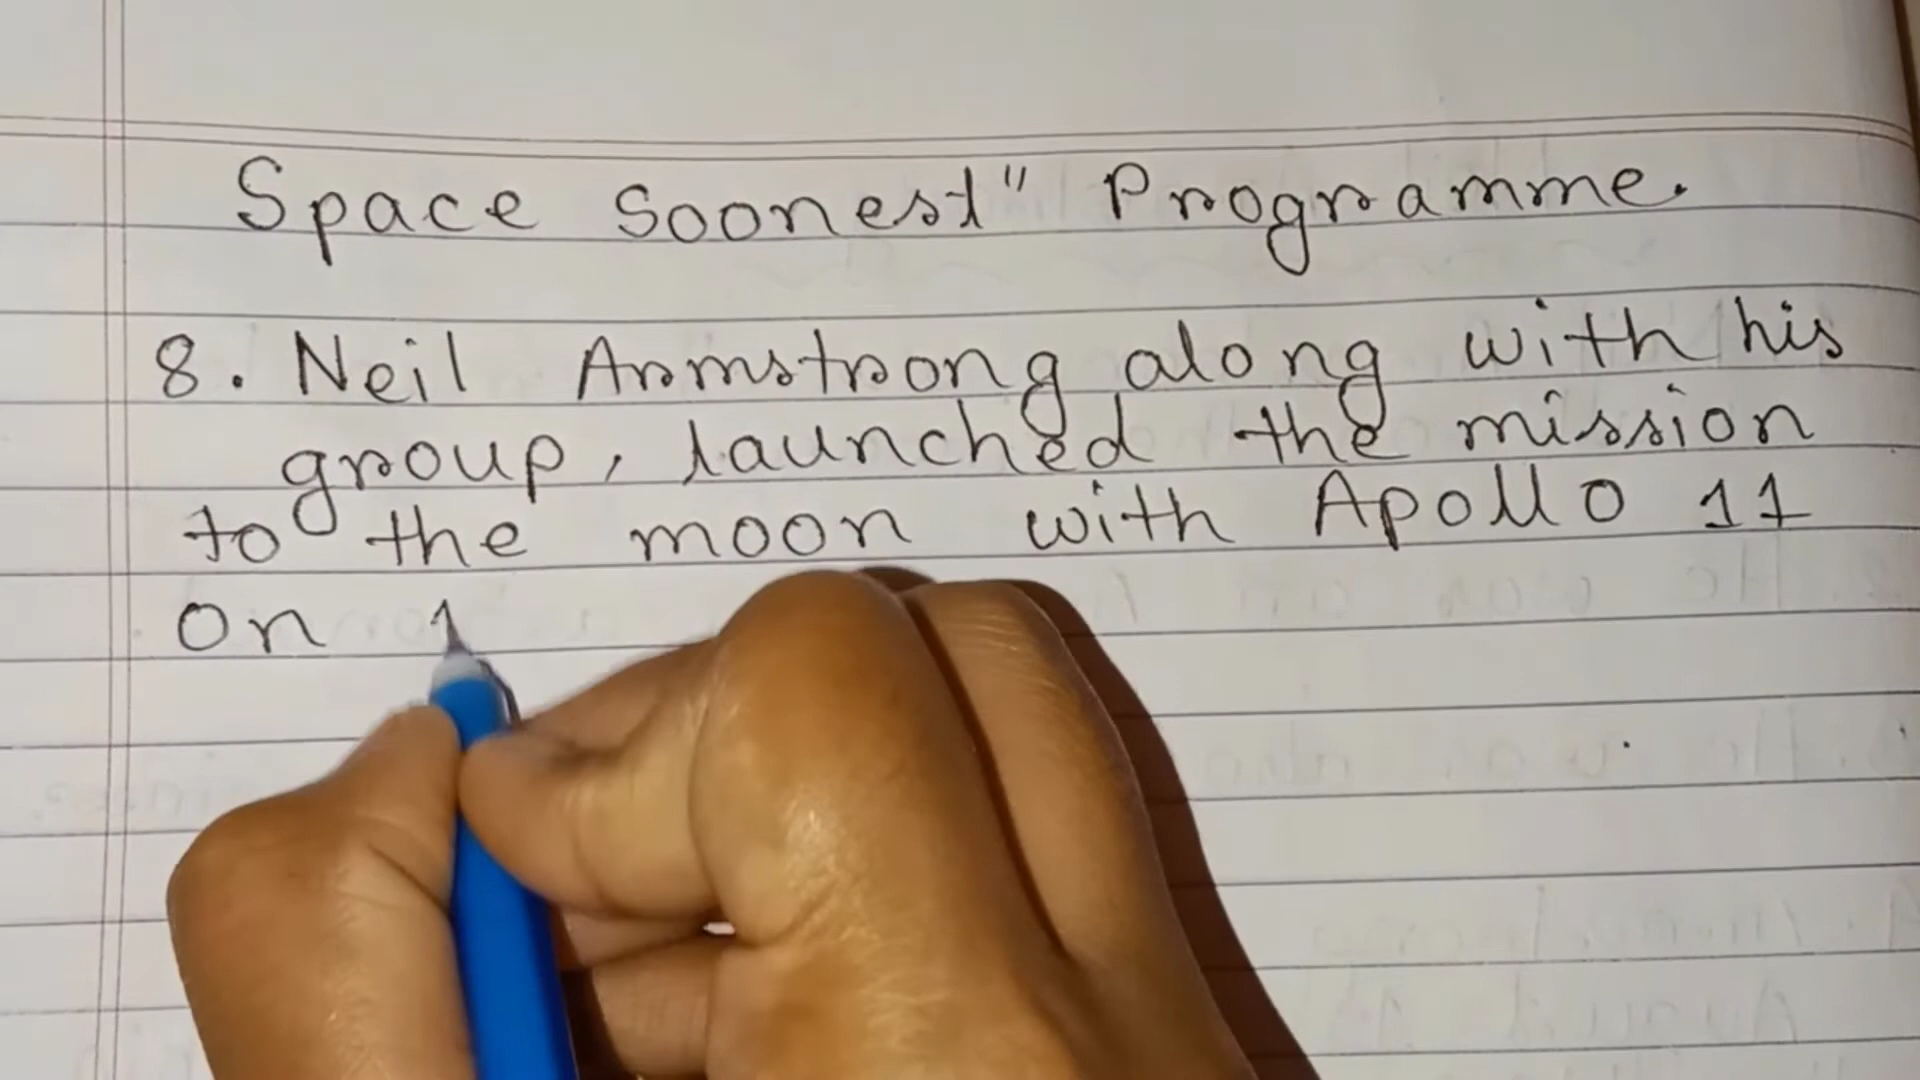 Space Soonest" Programme.
8. Neil Armstrong along with his
group, launched the mission
to the moon with Apollo 11
on 1